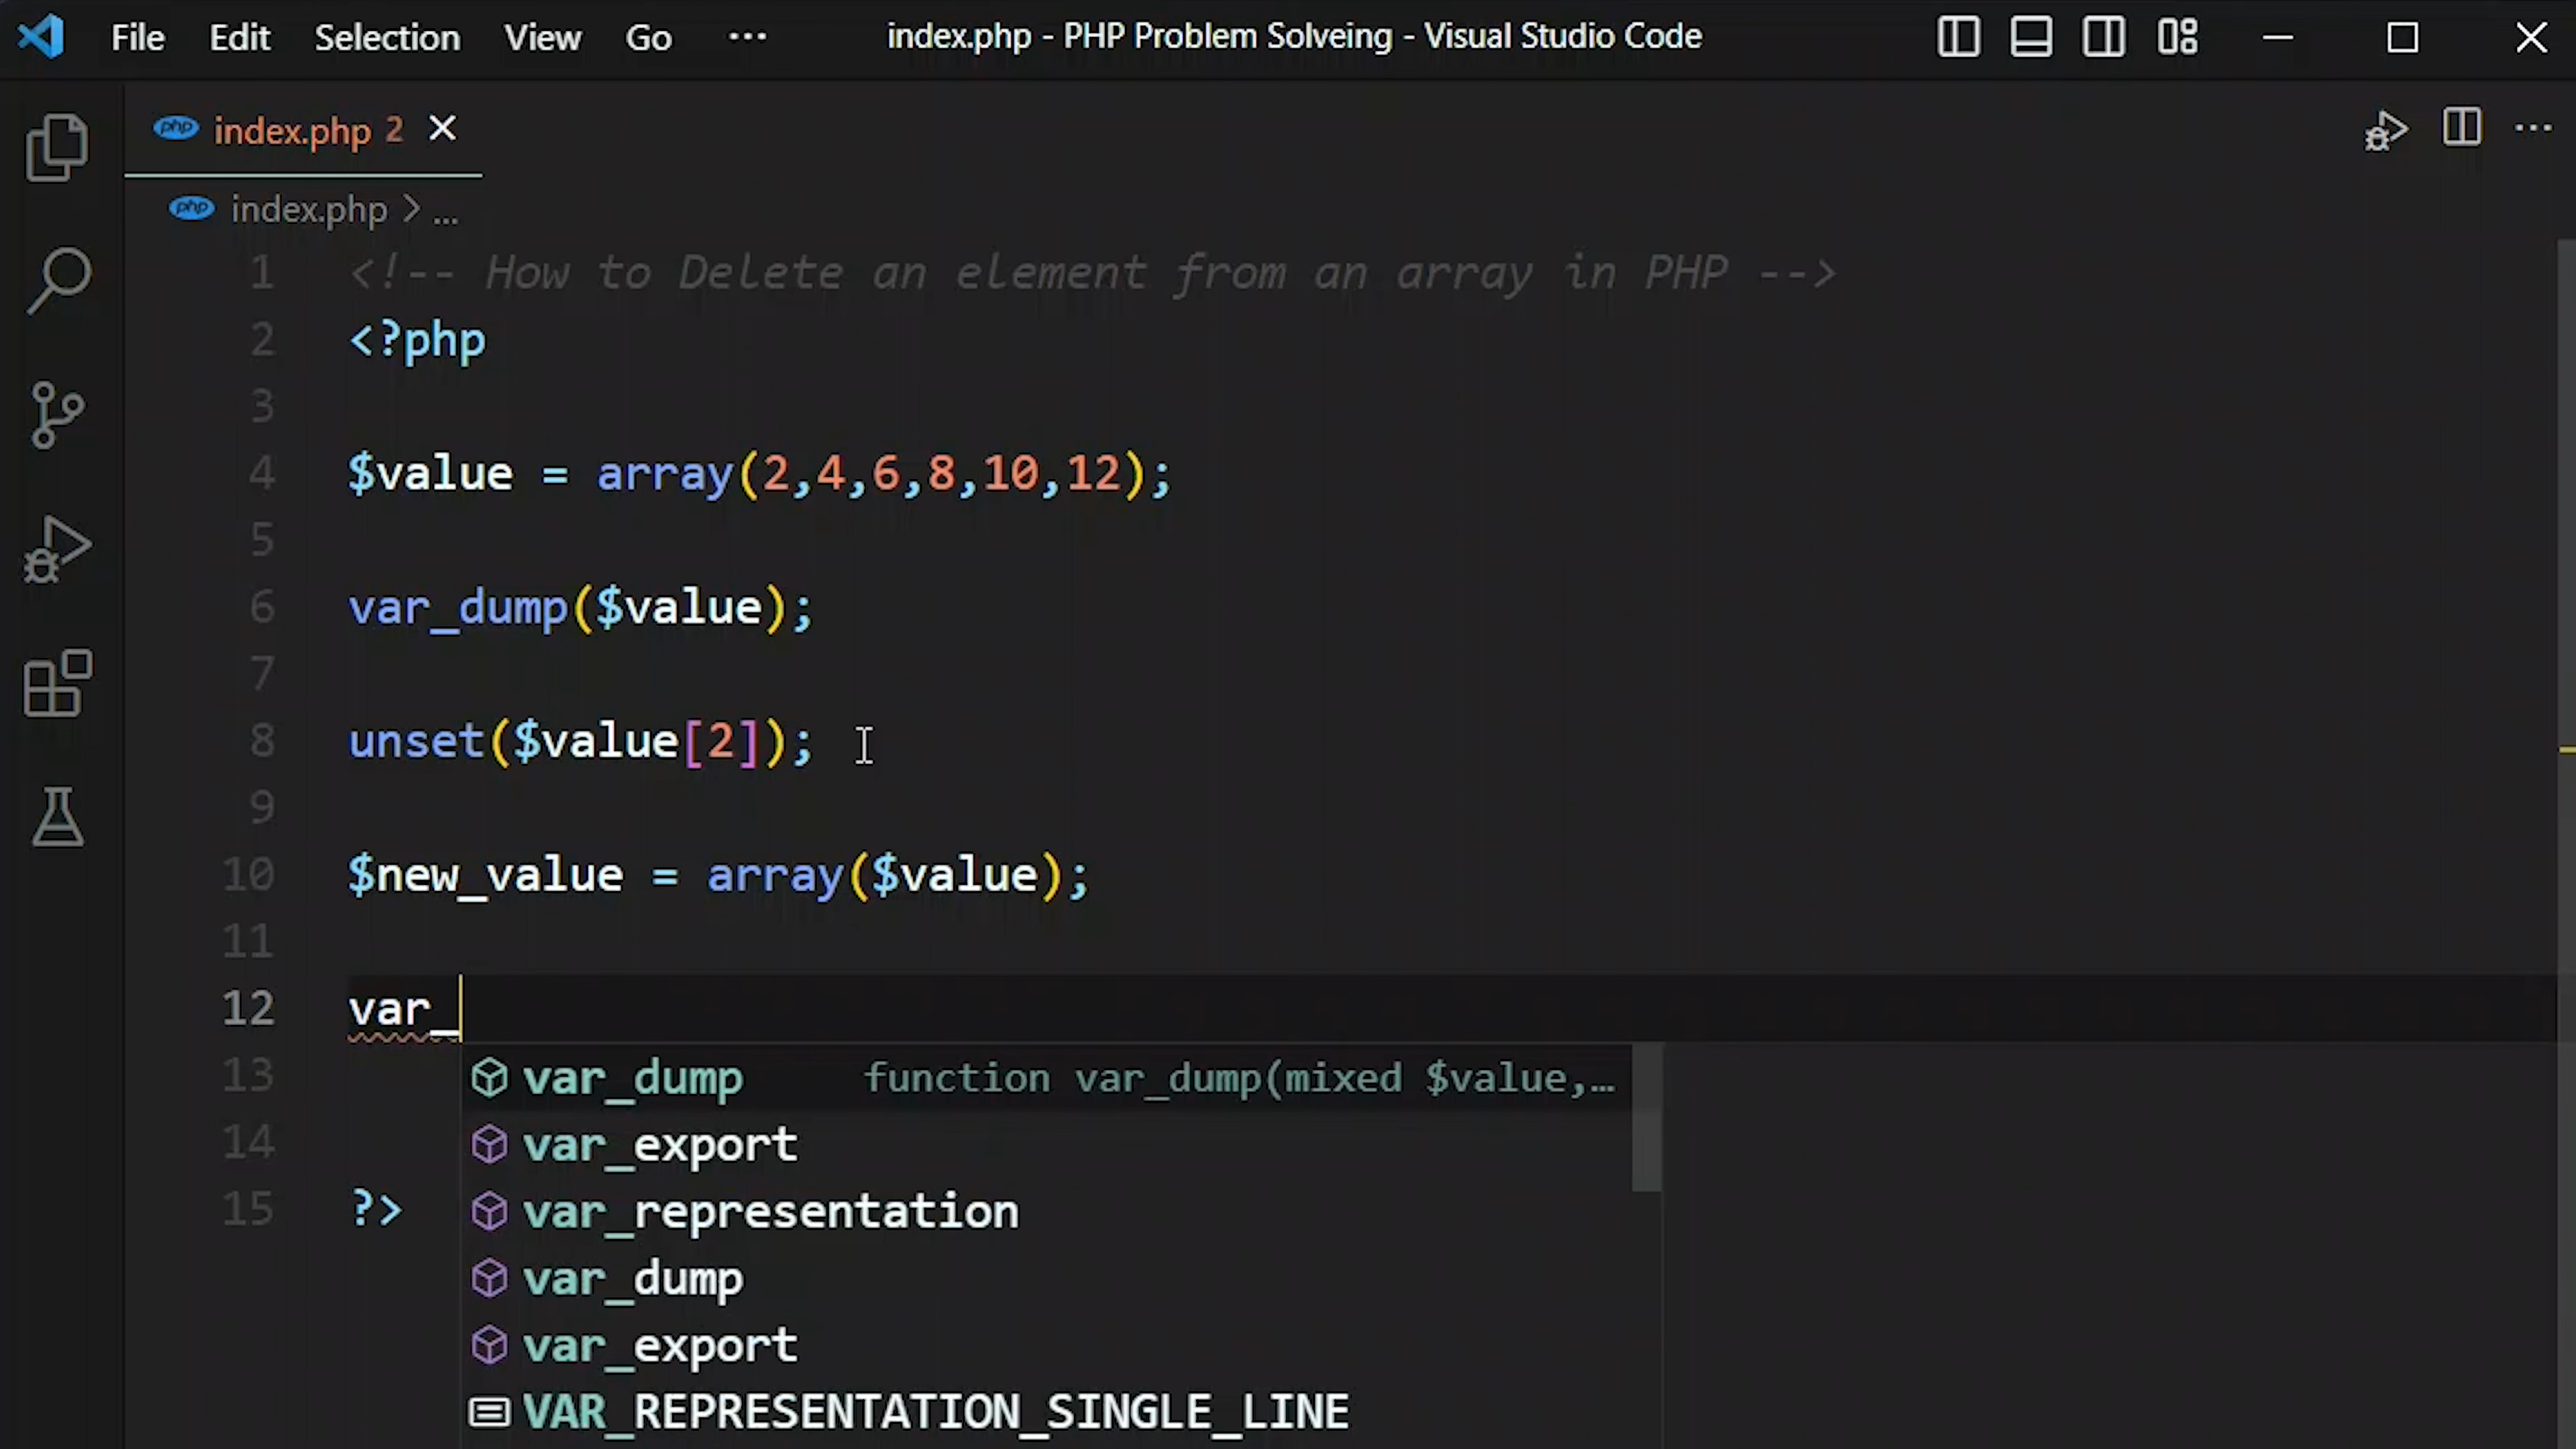 File Edit Selection View Go ··· index.php - PHP Problem Solveing - Visual Studio Code
php index.php 2
php index.php > ...
1 <!-- How to Delete an element from an array in PHP -->
2 <?php
3
4 $value = array(2,4,6,8,10,12);
5
6 var_dump($value);
7
8 unset($value[2]);
9
10 $new_value = array($value);
11
12 var_
13 var_dump function var_dump(mixed $value,…
14 var_export
15 ?> var_representation
var_dump
var_export
VAR_REPRESENTATION_SINGLE_LINE